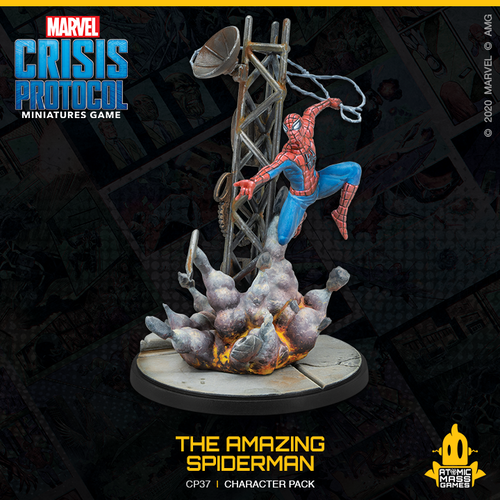 MARVEL
CRISIS
PROTOCOL
MINIATURES GAME
© 2020 MARVEL © AMG
THE AMAZING
SPIDERMAN
CP37 | CHARACTER PACK
ATOMIC
MASS
GAMES